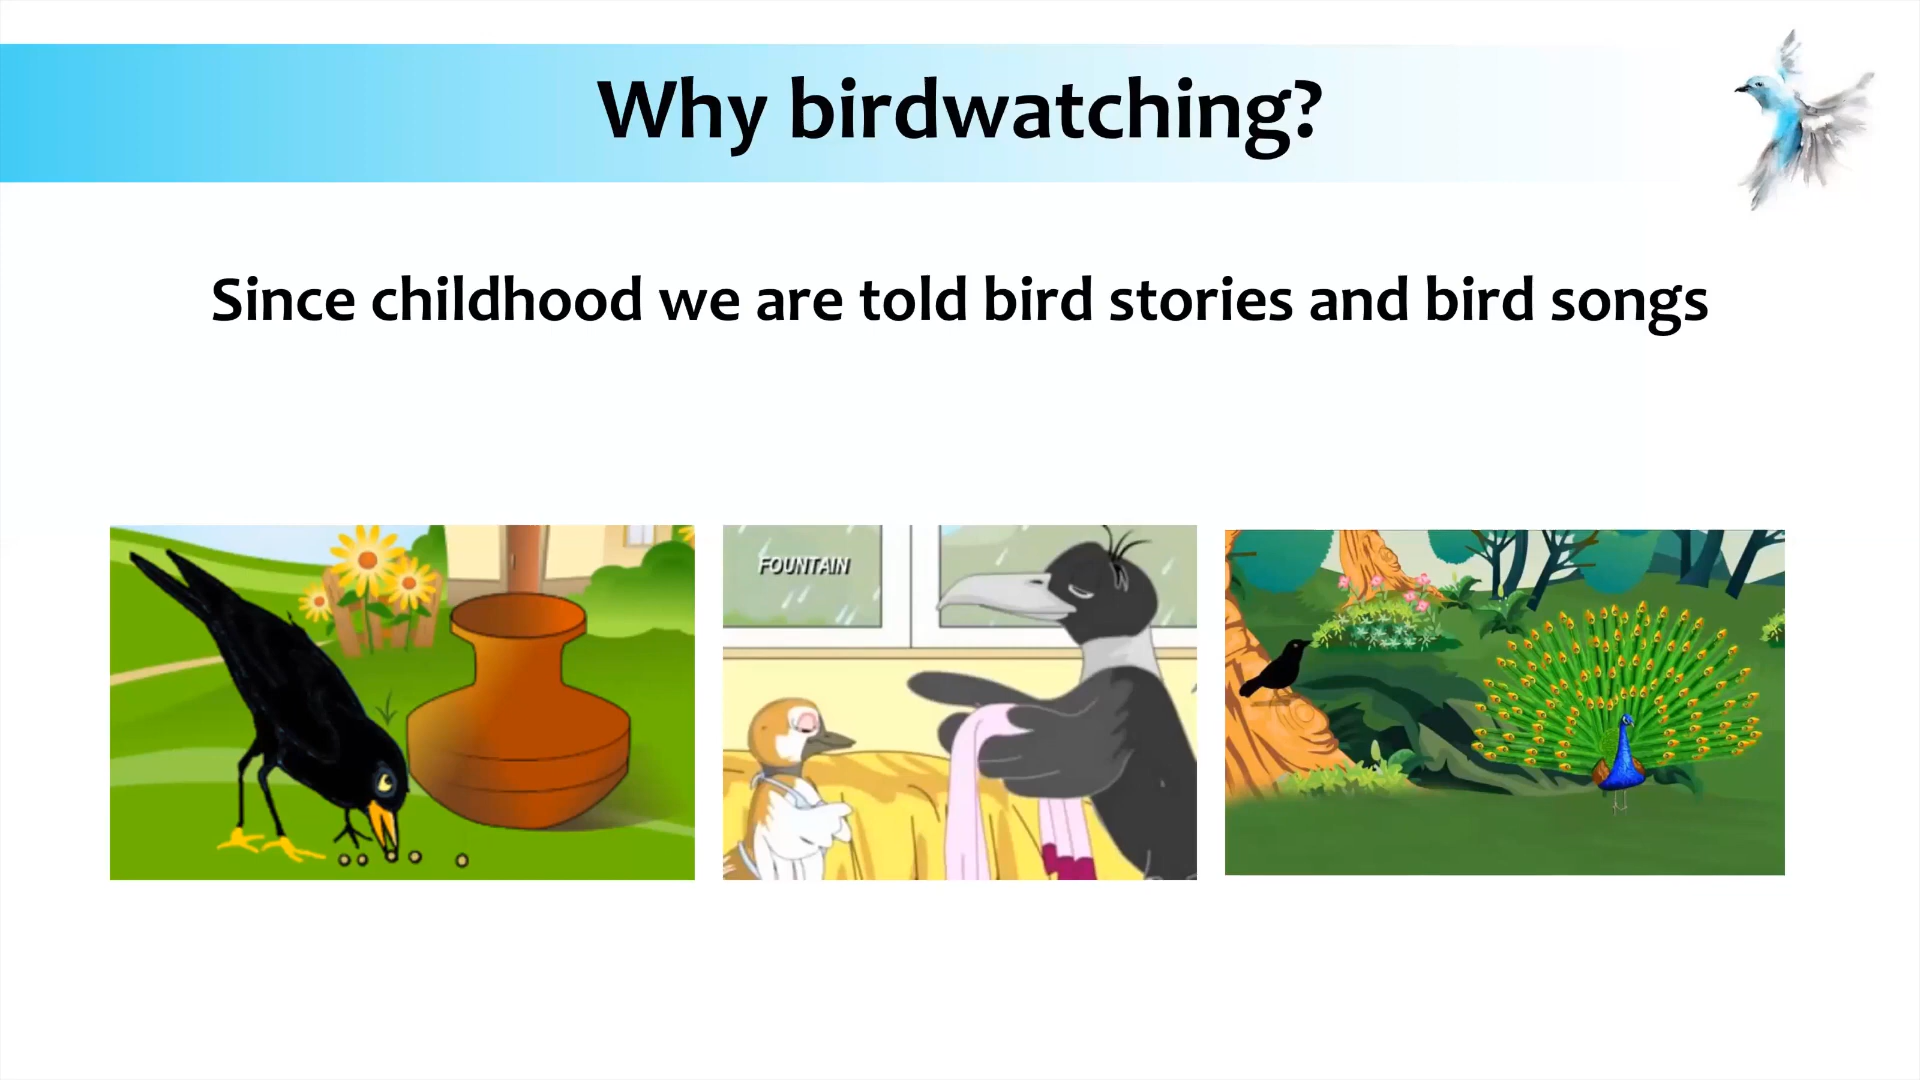 Why birdwatching?
Since childhood we are told bird stories and bird songs
FOUNTAIN